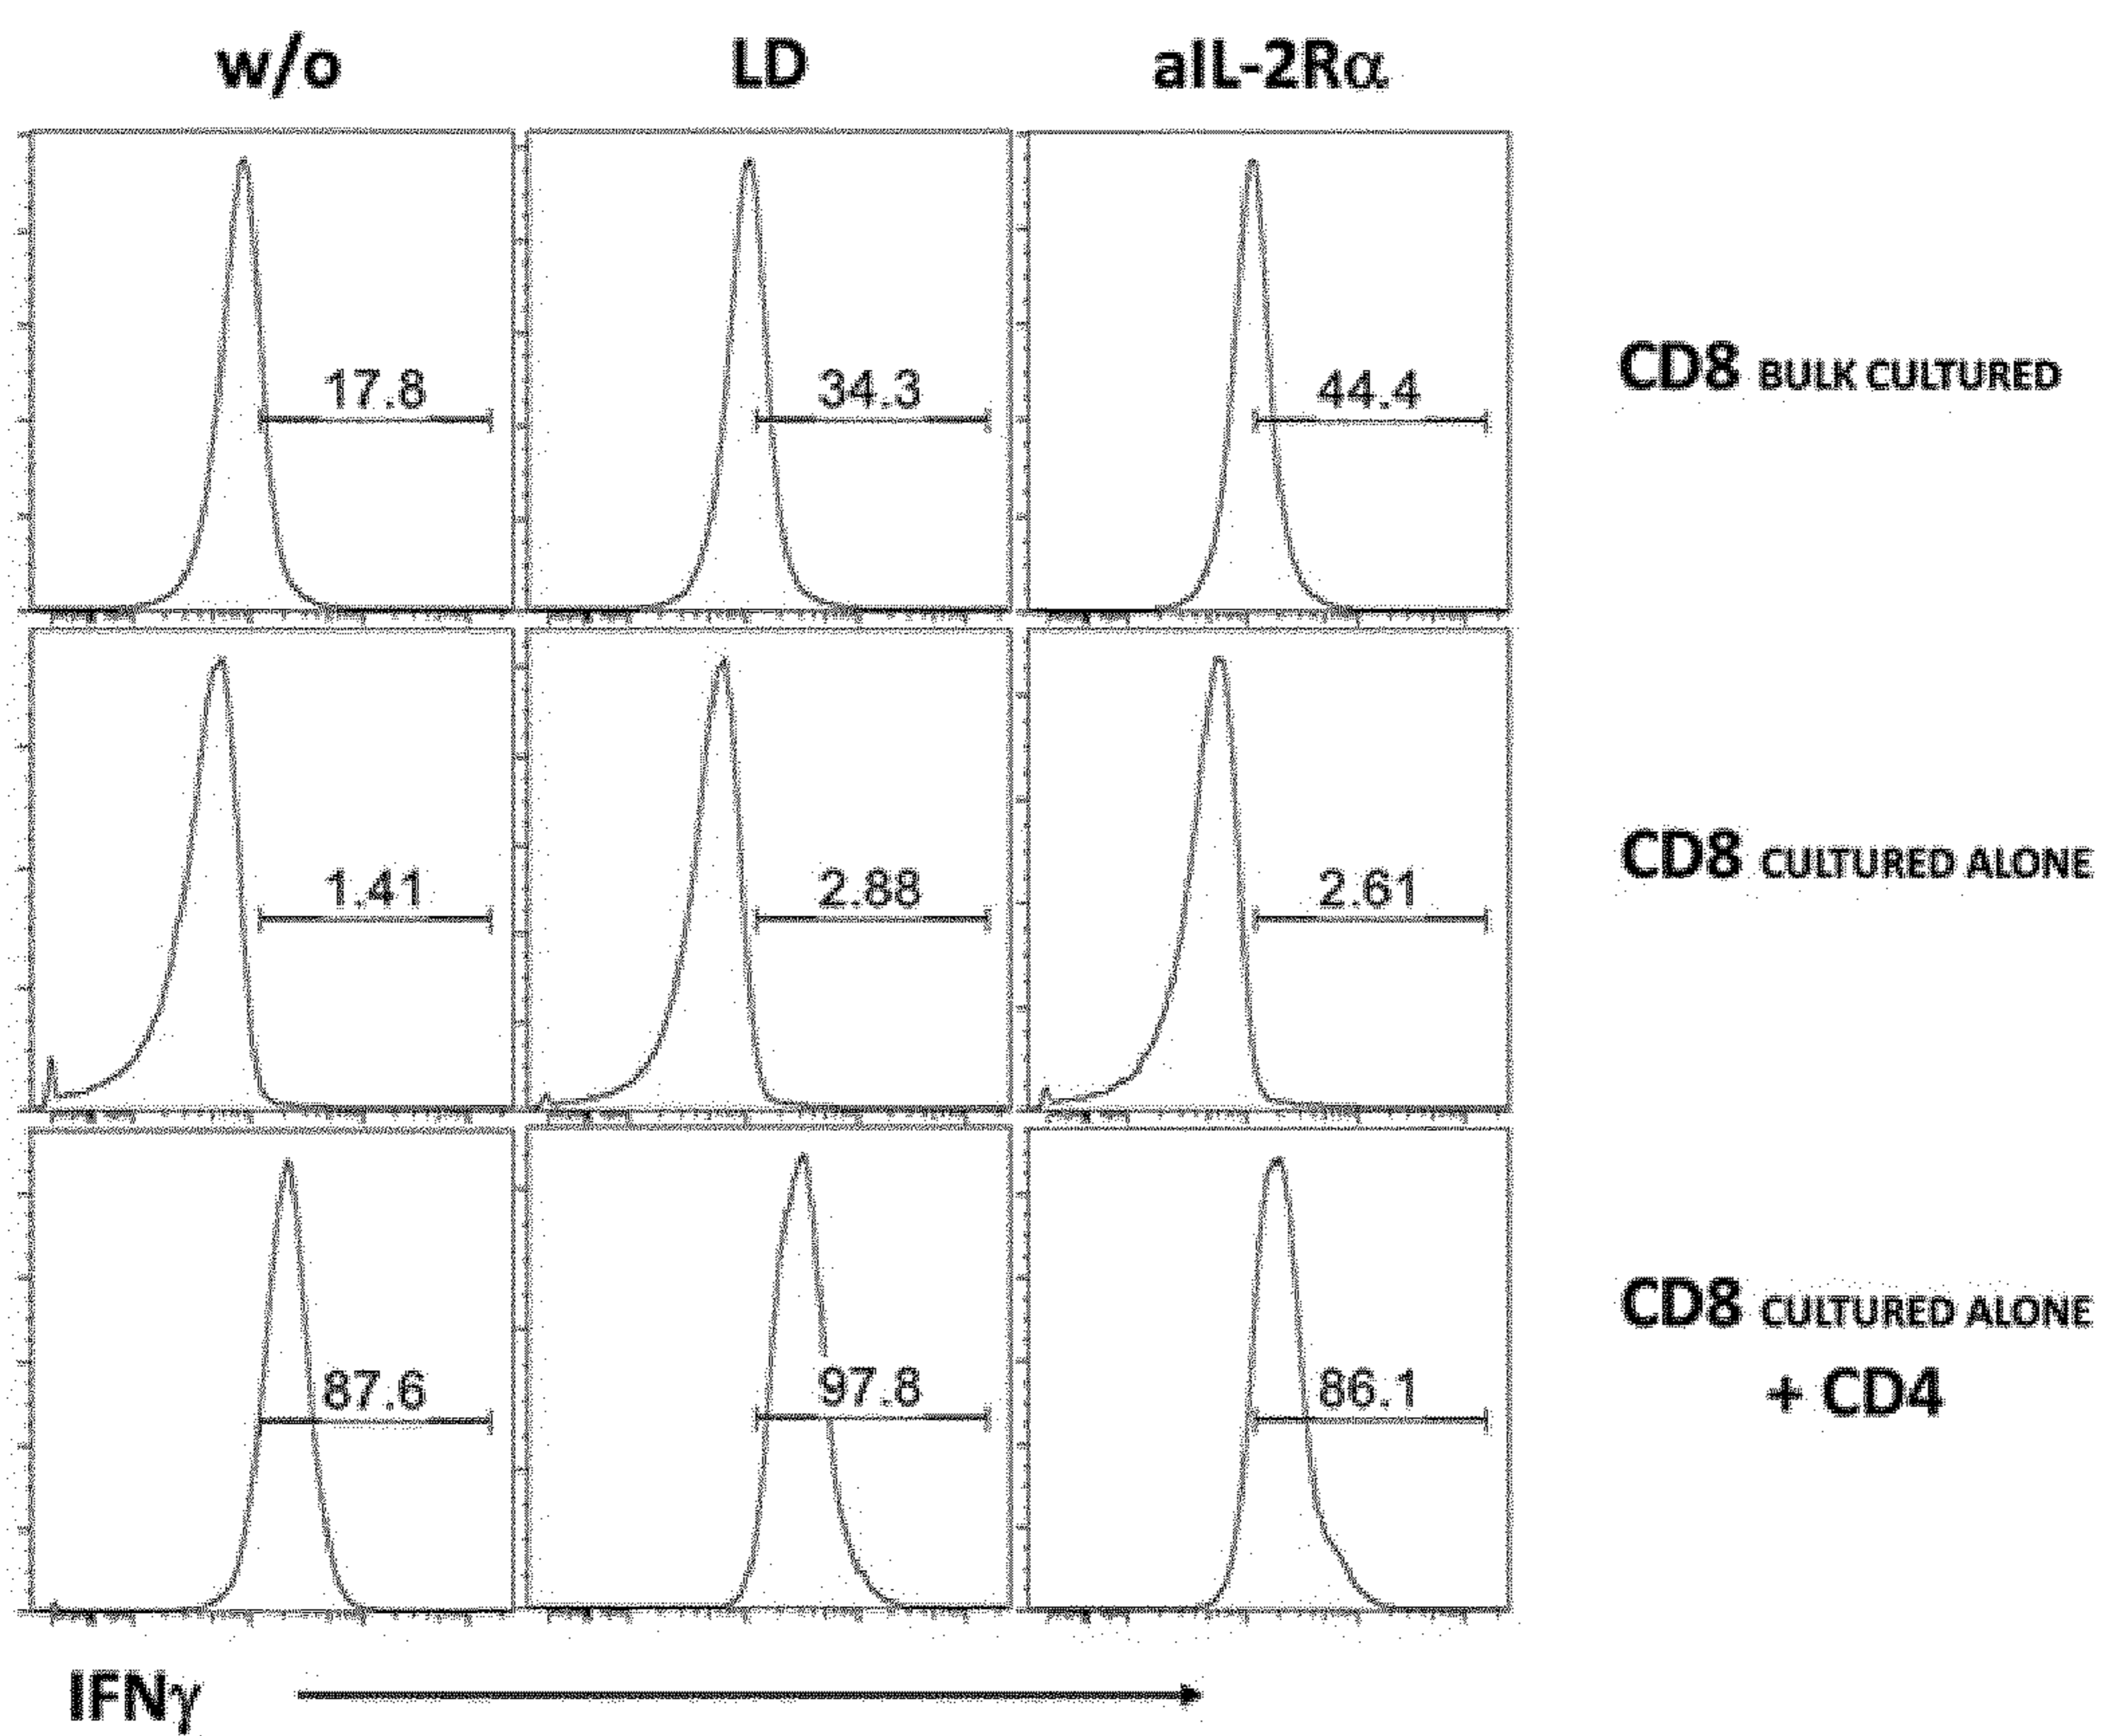 w/o LD aIL-2Rα
17.8 34.3 44.4 CD8 BULK CULTURED
1.41 2.88 2.61 CD8 CULTURED ALONE
87.6 97.8 86.1 CD8 CULTURED ALONE
+ CD4
IFNγ